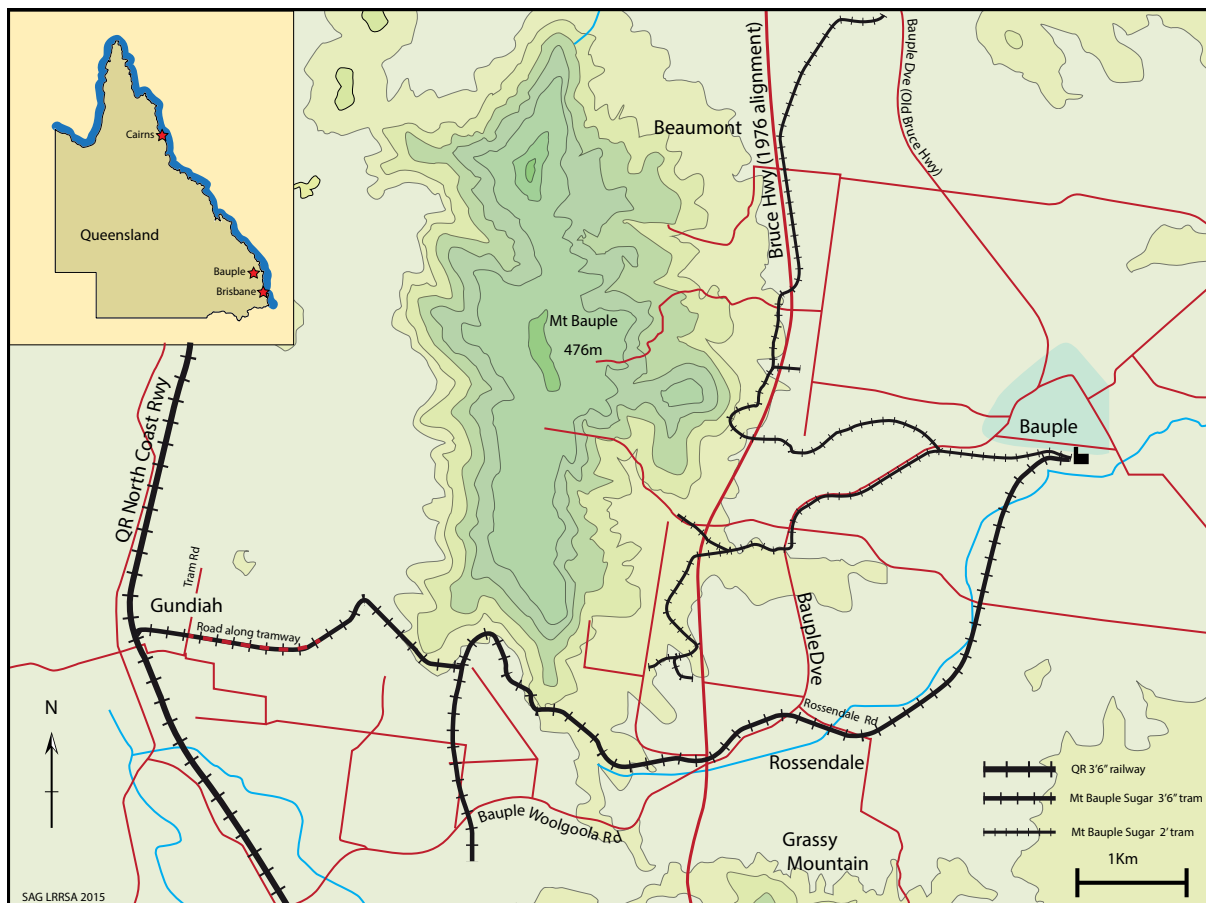 Cairns
Queensland
Bauple
Brisbane
Beaumont
Bruce Hwy (1976 alignment)
Bauple Dve (Old Bruce Hwy)
Mt Bauple
476m
QR North Coast Rwy
Tram Rd
Gundiah
Road along tramway
Bauple
Bauple Dve
Rossendale Rd
Rossendale
Bauple Woolgoola Rd
Grassy
Mountain
N
QR 3'6" railway
Mt Bauple Sugar 3'6" tram
Mt Bauple Sugar 2' tram
1Km
SAG LRRSA 2015